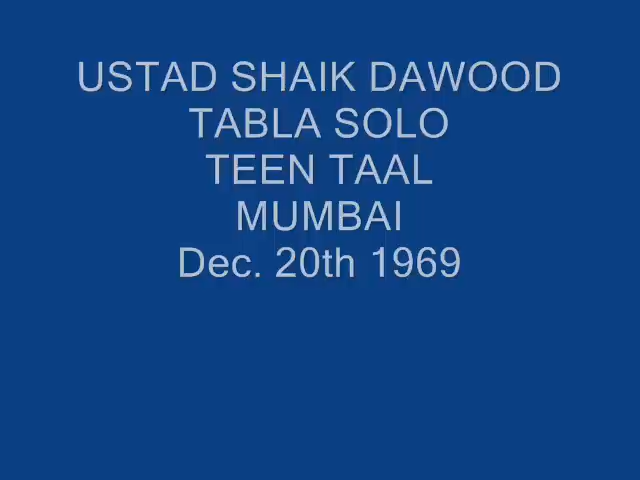 USTAD SHAIK DAWOOD
TABLA SOLO
TEEN TAAL
MUMBAI
Dec. 20th 1969